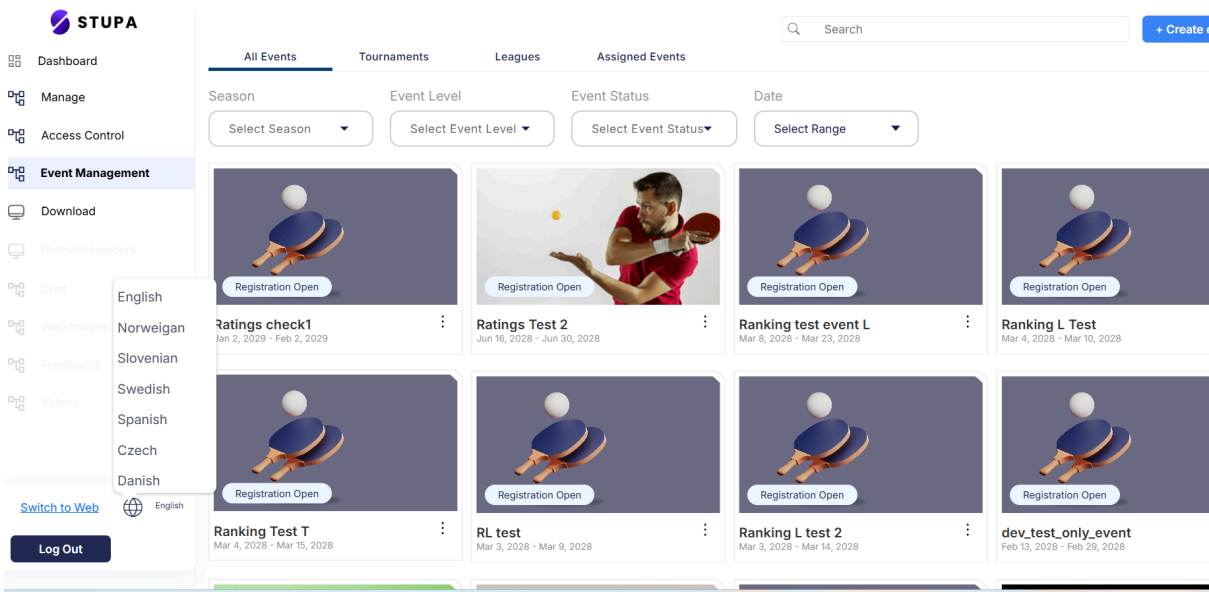 STUPA
Search
+ Create
All Events
Tournaments
Leagues
Assigned Events
Dashboard
Manage
Access Control
Event Management
Download
Platform Headers
Chat
Web Images
Feedbacks
Videos
English
Norweigan
Slovenian
Swedish
Spanish
Czech
Danish
Switch to Web
English
Log Out
Season
Event Level
Event Status
Date
Select Season
Select Event Level
Select Event Status
Select Range
Registration Open
Registration Open
Registration Open
Registration Open
Ratings check1
Jan 2, 2029 - Feb 2, 2029
Ratings Test 2
Jun 16, 2028 - Jun 30, 2028
Ranking test event L
Mar 8, 2028 - Mar 23, 2028
Ranking L Test
Mar 4, 2028 - Mar 10, 2028
Registration Open
Registration Open
Registration Open
Registration Open
Ranking Test T
Mar 4, 2028 - Mar 15, 2028
RL test
Mar 3, 2028 - Mar 9, 2028
Ranking L test 2
Mar 3, 2028 - Mar 14, 2028
dev_test_only_event
Feb 13, 2028 - Feb 29, 2028